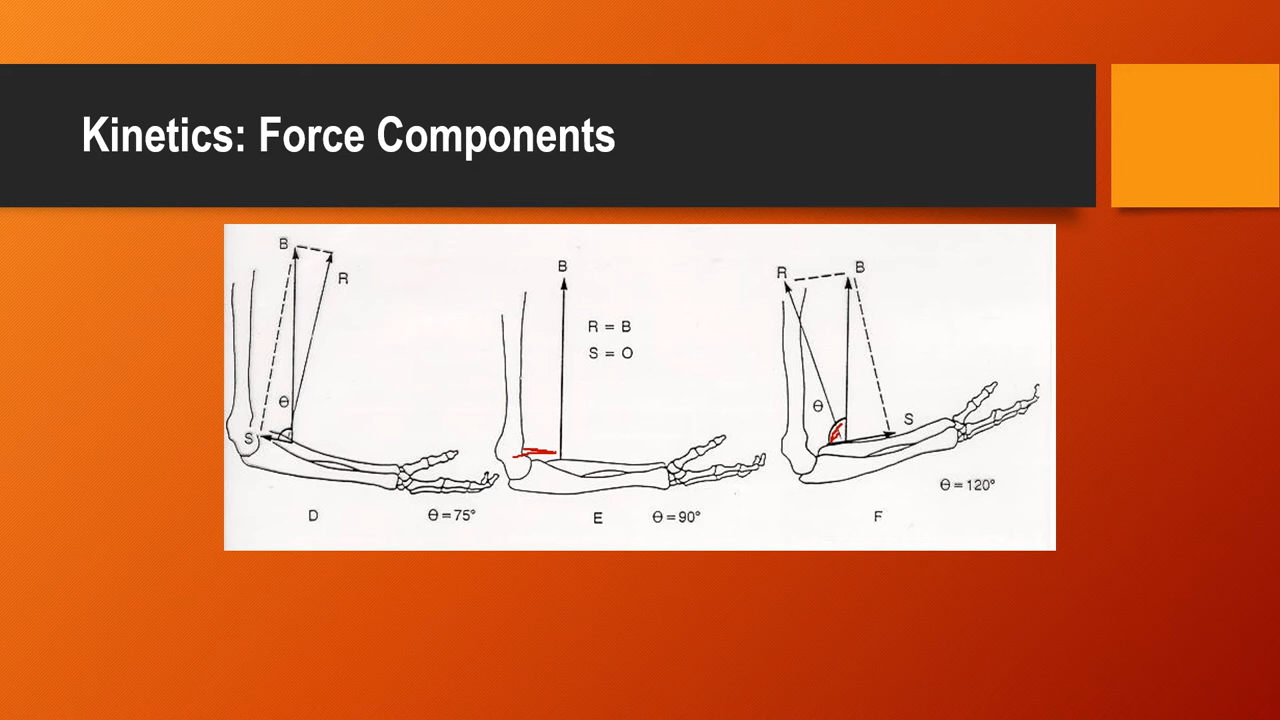 Kinetics: Force Components
B
R
Θ
S
D
Θ = 75°
B
R = B
S = O
E
Θ = 90°
R
B
Θ
S
Θ = 120°
F